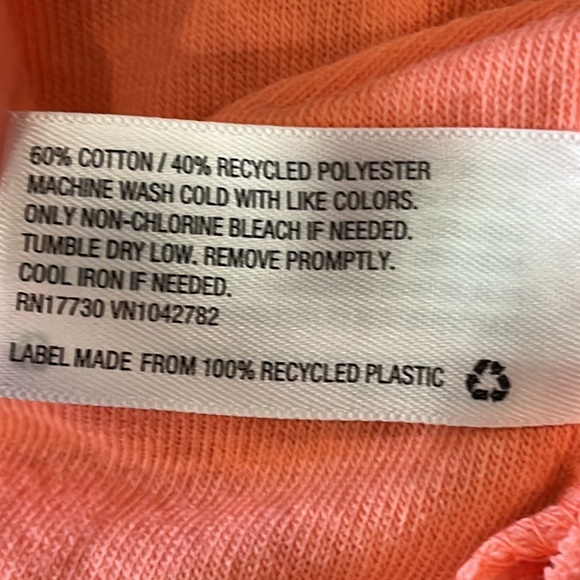 60% COTTON / 40% RECYCLED POLYESTER
MACHINE WASH COLD WITH LIKE COLORS.
ONLY NON-CHLORINE BLEACH IF NEEDED.
TUMBLE DRY LOW. REMOVE PROMPTLY.
COOL IRON IF NEEDED.
RN17730 VN1042782
LABEL MADE FROM 100% RECYCLED PLASTIC